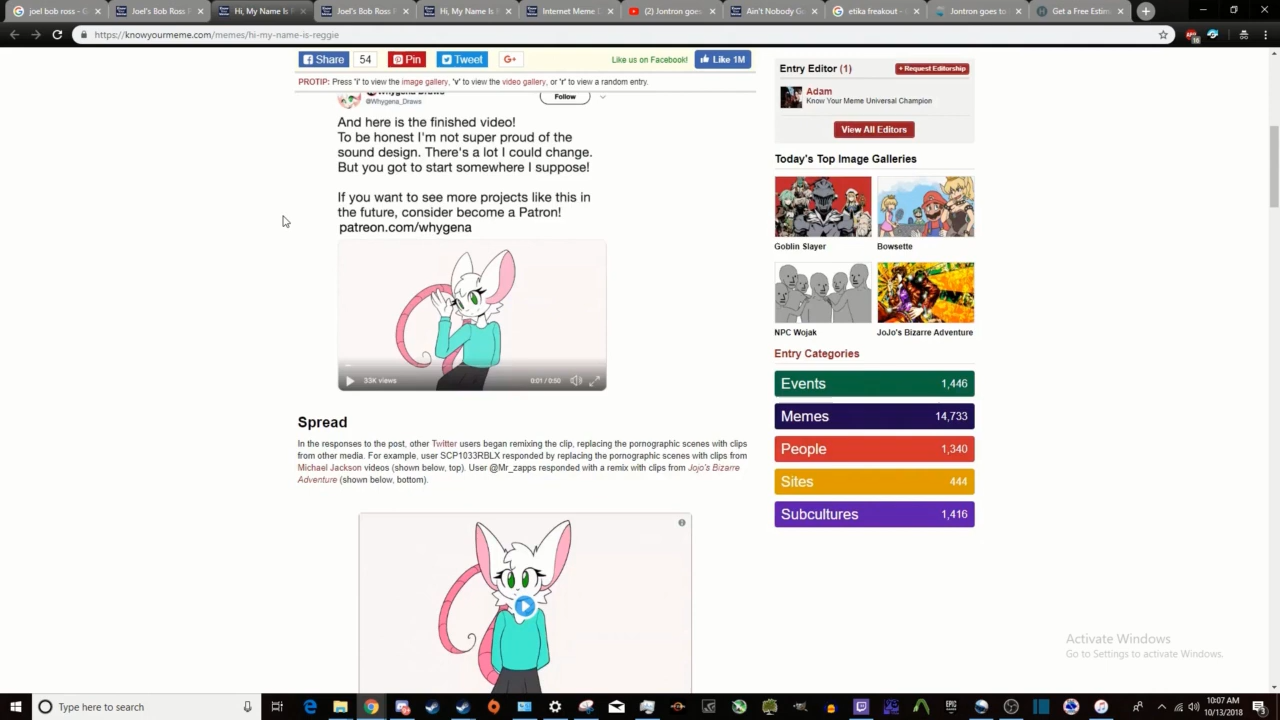 joel bob ross - G
Joel's Bob Ross
Hi, My Name Is
Joel's Bob Ross
Hi, My Name Is
Internet Meme D
(2) Jontron goes
Ain't Nobody G
etika freakout -
Jontron goes to
Get a Free Estim
https://knowyourmeme.com/memes/hi-my-name-is-reggie
Share 54 Pin Tweet G+ Like us on Facebook! Like 1M
PROTIP: Press 'i' to view the image gallery, 'v' to view the video gallery, or 'r' to view a random entry.
Whygena Draws
@Whygena_Draws
Follow
And here is the finished video!
To be honest I'm not super proud of the
sound design. There's a lot I could change.
But you got to start somewhere I suppose!
If you want to see more projects like this in
the future, consider become a Patron!
patreon.com/whygena
33K views 0:01 / 0:50
Spread
In the responses to the post, other Twitter users began remixing the clip, replacing the pornographic scenes with clips
from other media. For example, user SCP1033RBLX responded by replacing the pornographic scenes with clips from
Michael Jackson videos (shown below, top). User @Mr_zapps responded with a remix with clips from Jojo's Bizarre
Adventure (shown below, bottom).
Entry Editor (1) + Request Editorship
Adam
Know Your Meme Universal Champion
View All Editors
Today's Top Image Galleries
Goblin Slayer
Bowsette
NPC Wojak
JoJo's Bizarre Adventure
Entry Categories
Events 1,446
Memes 14,733
People 1,340
Sites 444
Subcultures 1,416
Activate Windows
Go to Settings to activate Windows.
Type here to search
10:07 AM
10/13/2018